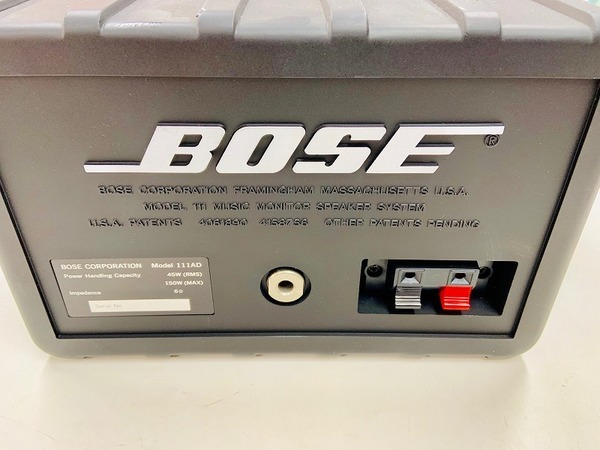 BOSE®
BOSE CORPORATION FRAMINGHAM MASSACHUSETTS U.S.A.
MODEL 111 MUSIC MONITOR SPEAKER SYSTEM
U.S.A. PATENTS 4061890 4158756 OTHER PATENTS PENDING
BOSE CORPORATION Model 111AD
Power Handling Capacity 45W (RMS)
150W (MAX)
Impedance 6Ω
Serial No.